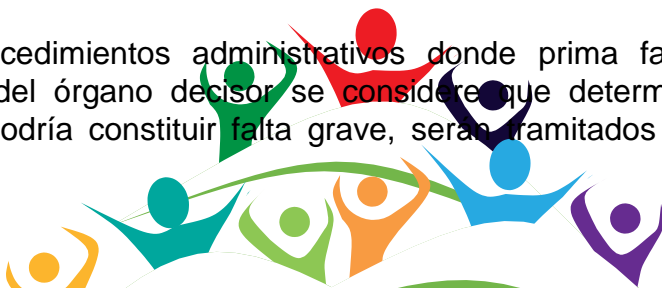 cedimientos administrativos donde prima fa
del órgano decisor se considere que determ
odría constituir falta grave, serán tramitados